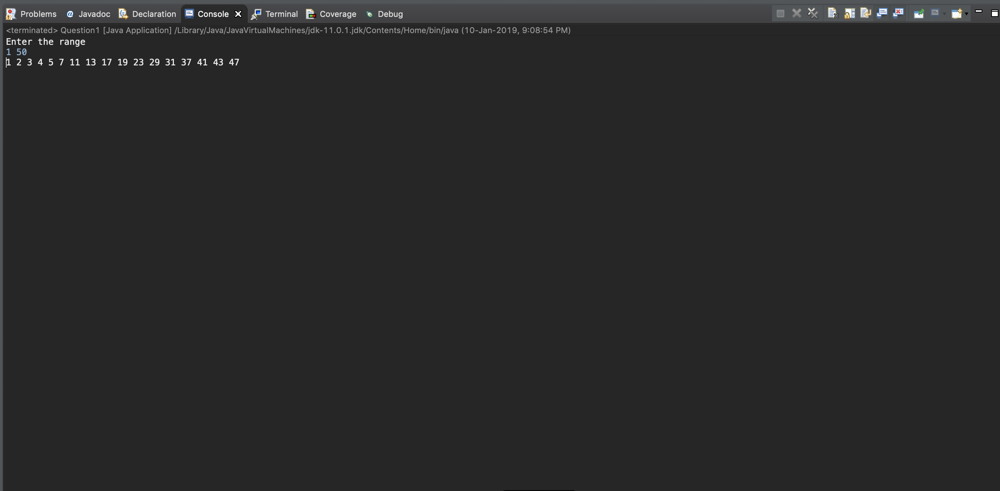 Problems Javadoc Declaration Console Terminal Coverage Debug
<terminated> Question1 [Java Application] /Library/Java/JavaVirtualMachines/jdk-11.0.1.jdk/Contents/Home/bin/java (10-Jan-2019, 9:08:54 PM)
Enter the range
1 50
1 2 3 4 5 7 11 13 17 19 23 29 31 37 41 43 47